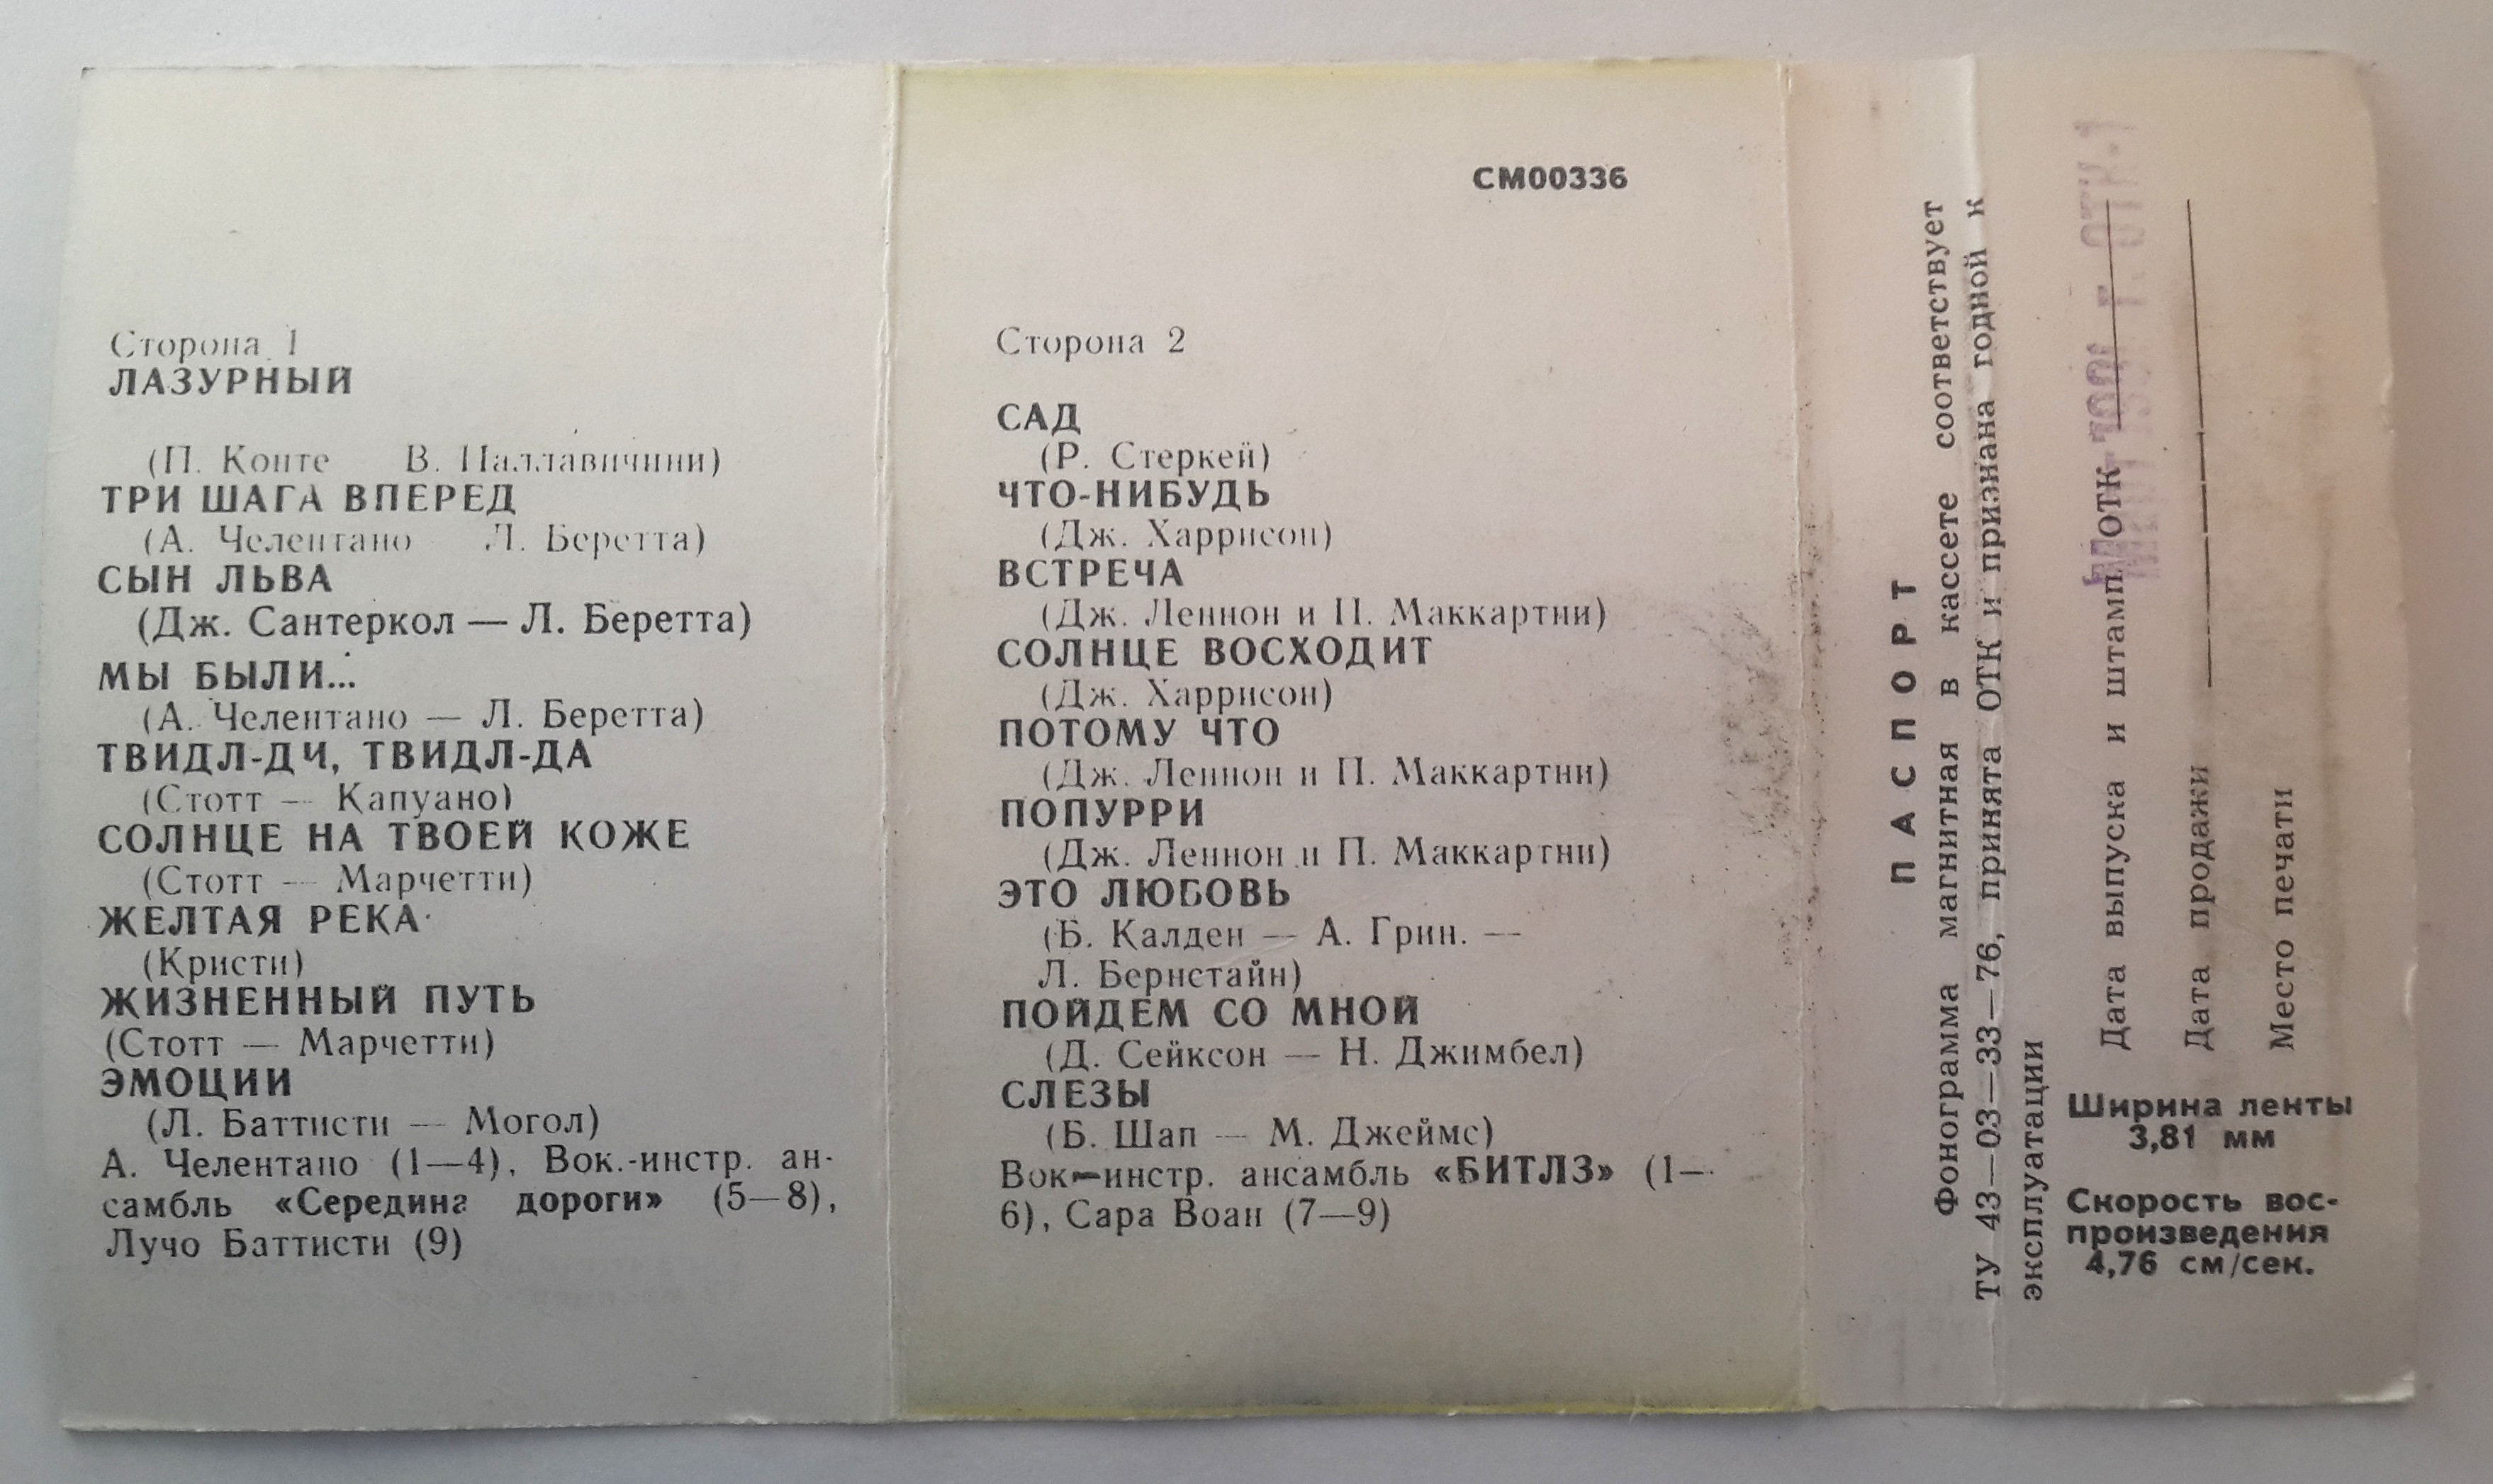 Сторона 1
ЛАЗУРНЫЙ
(П. Конте В. Паллавичини)
ТРИ ШАГА ВПЕРЕД
(А. Челентано Л. Беретта)
СЫН ЛЬВА
(Дж. Сантеркол — Л. Беретта)
МЫ БЫЛИ...
(А. Челентано — Л. Беретта)
ТВИДЛ-ДИ, ТВИДЛ-ДА
(Стотт — Капуано)
СОЛНЦЕ НА ТВОЕЙ КОЖЕ
(Стотт — Марчетти)
ЖЕЛТАЯ РЕКА
(Кристи)
ЖИЗНЕННЫЙ ПУТЬ
(Стотт — Марчетти)
ЭМОЦИИ
(Л. Баттисти — Могол)
А. Челентано (1—4), Вок.-инстр. ан-
самбль «Середина дороги» (5—8),
Лучо Баттисти (9)
СМ00336
Сторона 2
САД
(Р. Стеркей)
ЧТО-НИБУДЬ
(Дж. Харрисон)
ВСТРЕЧА
(Дж. Леннон и П. Маккартни)
СОЛНЦЕ ВОСХОДИТ
(Дж. Харрисон)
ПОТОМУ ЧТО
(Дж. Леннон и П. Маккартни)
ПОПУРРИ
(Дж. Леннон и П. Маккартни)
ЭТО ЛЮБОВЬ
(Б. Калден — А. Грин. —
Л. Бернстайн)
ПОЙДЕМ СО МНОЙ
(Д. Сейксон — Н. Джимбел)
СЛЕЗЫ
(Б. Шап — М. Джеймс)
Вок-инстр. ансамбль «БИТЛЗ» (1—
6), Сара Воан (7—9)
ПАСПОРТ
Фонограмма магнитная в кассете соответствует
ТУ 43—03—33—76, принята ОТК и признана годной к
эксплуатации
Дата выпуска и штамп ОТК
Дата продажи
Место печати
Ширина ленты
3,81 мм
Скорость вос-
произведения
4,76 см/сек.